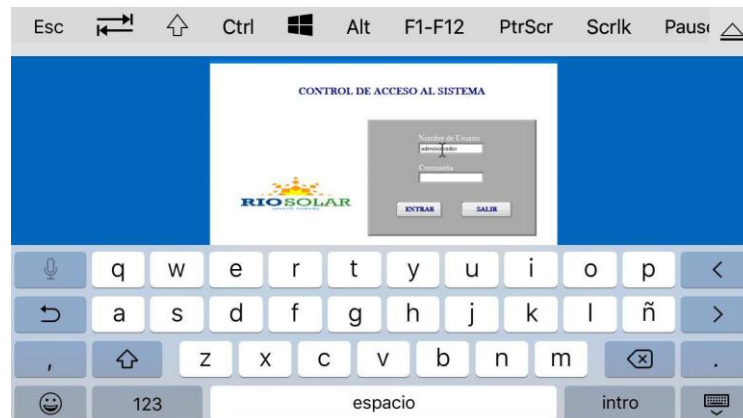 Esc Ctrl Alt F1-F12 PtrScr Scrlk Paus
CONTROL DE ACCESO AL SISTEMA
Nombre de Usuario
administrador
Contraseña
RIOSOLAR
ENTRAR SALIR
q w e r t y u i o p <
a s d f g h j k l ñ >
, z x c v b n m .
123 espacio intro